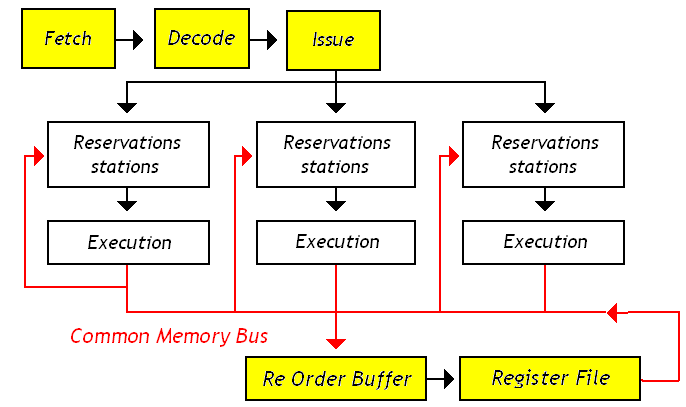 Fetch
Decode
Issue
Reservations
stations
Reservations
stations
Reservations
stations
Execution
Execution
Execution
Common Memory Bus
Re Order Buffer
Register File